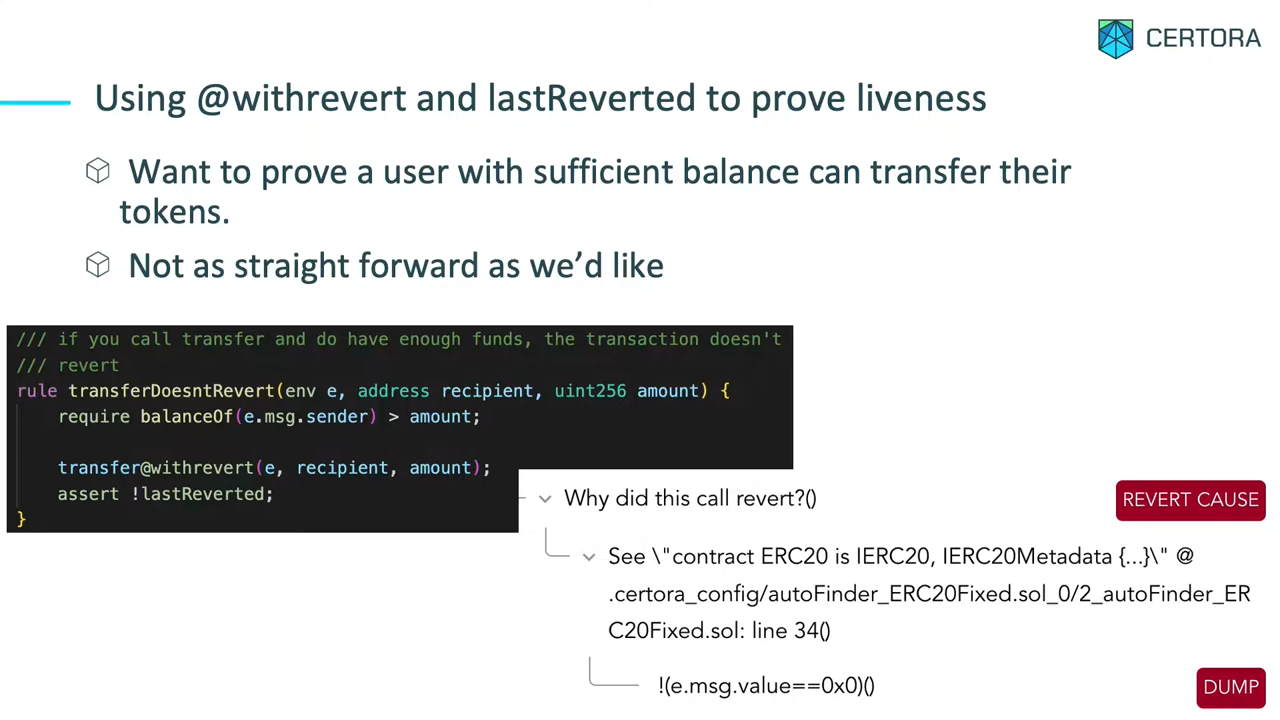 CERTORA
Using @withrevert and lastReverted to prove liveness
Want to prove a user with sufficient balance can transfer their
tokens.
Not as straight forward as we’d like
/// if you call transfer and do have enough funds, the transaction doesn't
/// revert
rule transferDoesntRevert(env e, address recipient, uint256 amount) {
require balanceOf(e.msg.sender) > amount;
transfer@withrevert(e, recipient, amount);
assert !lastReverted;
}
Why did this call revert?()
REVERT CAUSE
See \"contract ERC20 is IERC20, IERC20Metadata {...}\" @
.certora_config/autoFinder_ERC20Fixed.sol_0/2_autoFinder_ER
C20Fixed.sol: line 34()
!(e.msg.value==0x0)()
DUMP